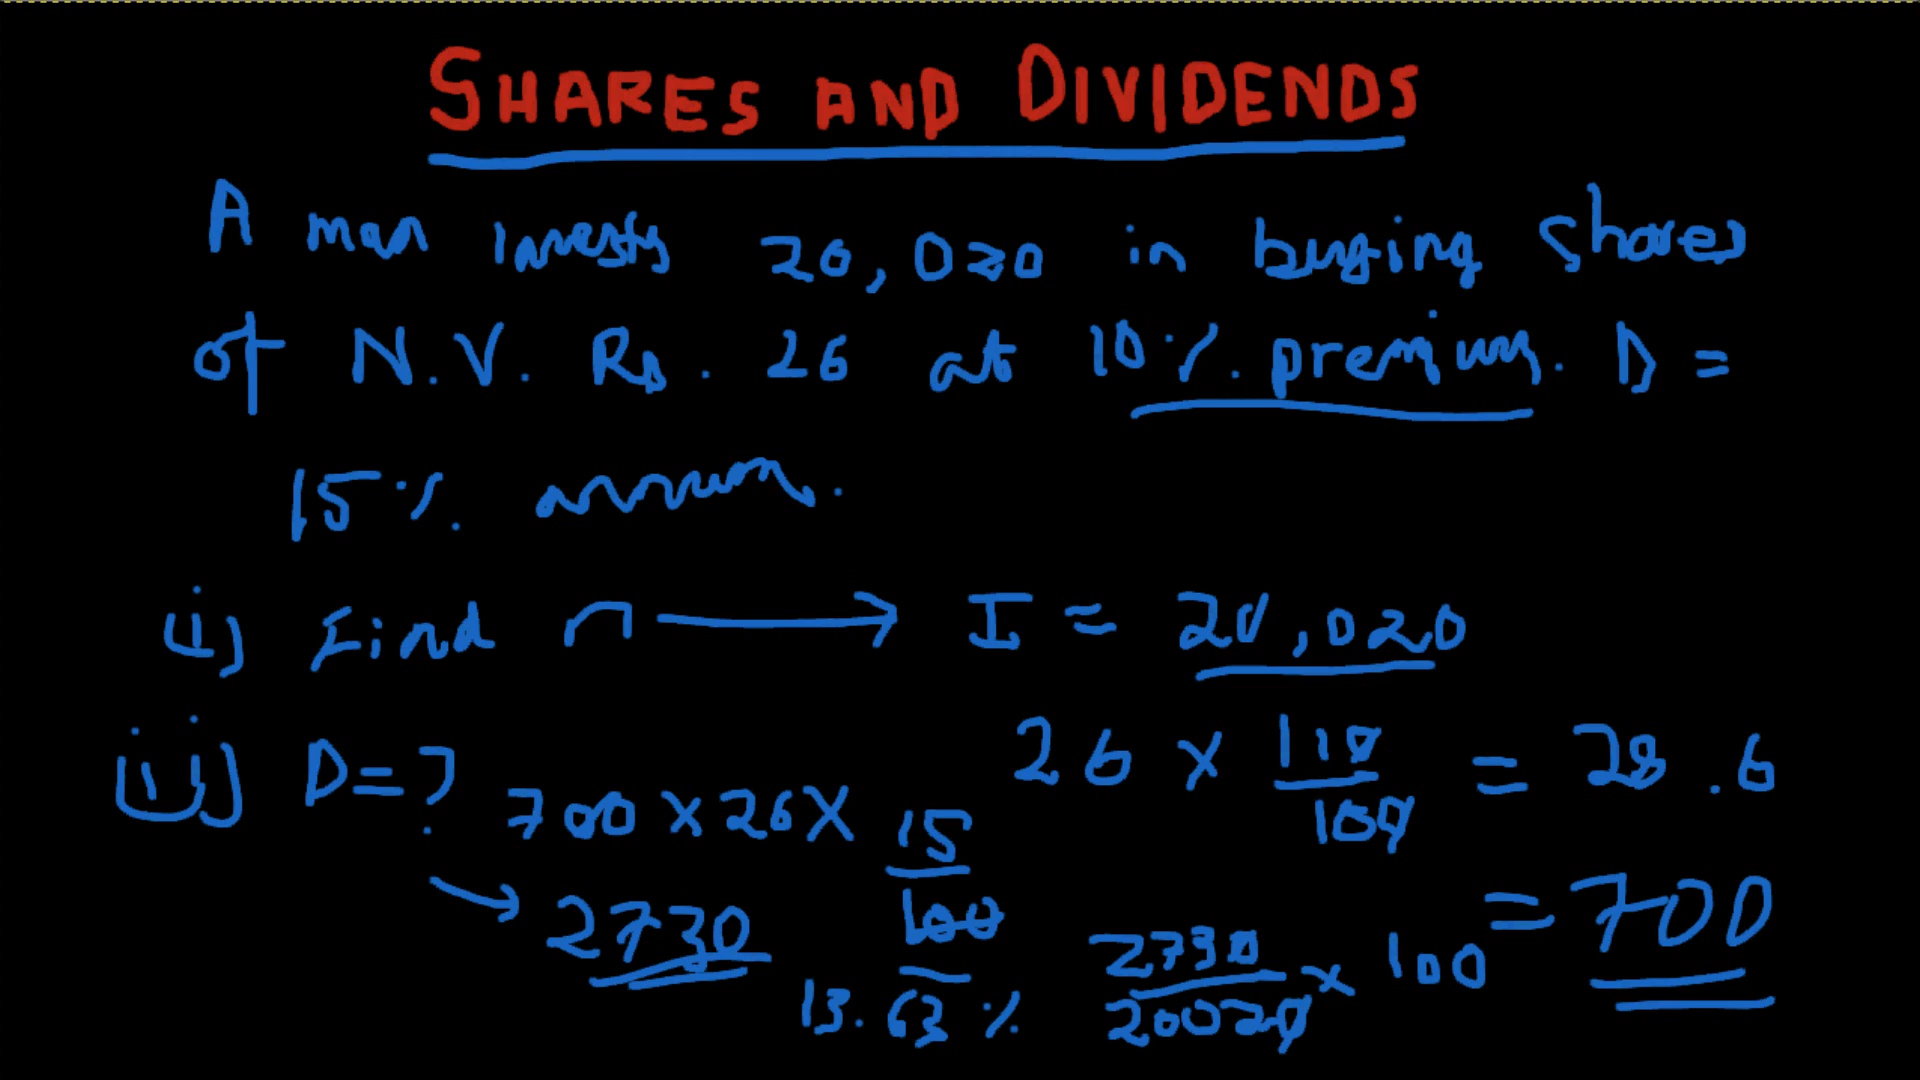 SHARES AND DIVIDENDS
A man invests 20,020 in buying shares
of N.V. Rs. 26 at 10%. premium. D =
15%. annum.
i) Find n → I = 20,020
26 × 110/100 = 28.6
= 700
ii) D = ? 700 × 26 × 15/100
→ 2730
13.63 % 2730/20020 × 100